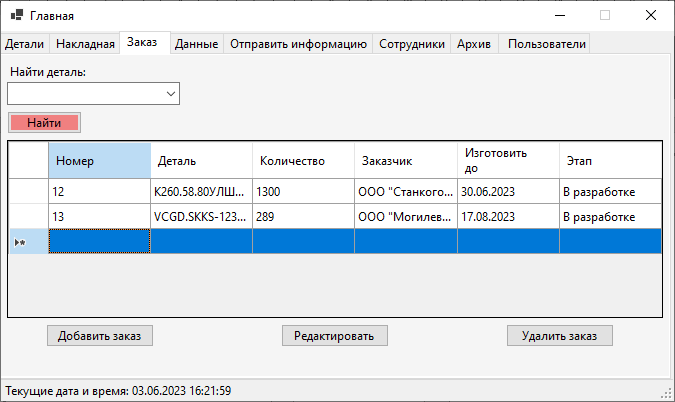 Главная
Детали Накладная Заказ Данные Отправить информацию Сотрудники Архив Пользователи
Найти деталь:
Найти
Номер Деталь Количество Заказчик Изготовить до Этап
12 К260.58.80УЛШ... 1300 ООО "Станкого... 30.06.2023 В разработке
13 VCGD.SKKS-123... 289 ООО "Могилев... 17.08.2023 В разработке
Добавить заказ Редактировать Удалить заказ
Текущие дата и время: 03.06.2023 16:21:59